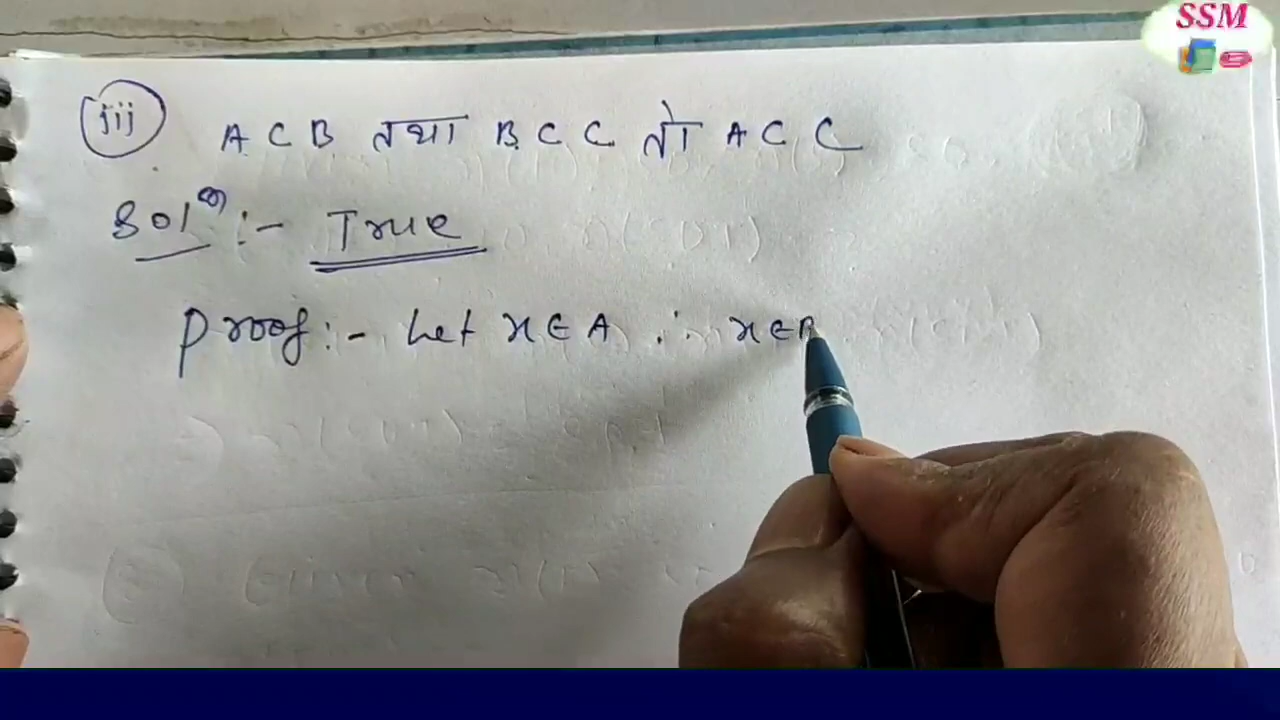 SSM
(iii) A ⊂ B तथा B ⊂ C तो A ⊂ C
Solⁿ :- True
Proof :- Let x ∈ A ∴ x ∈ B